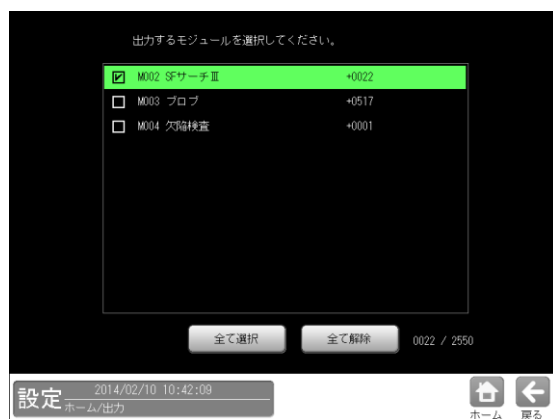 出力するモジュールを選択してください。
M002 SFサーチⅢ +0022
M003 ブロブ +0517
M004 欠陥検査 +0001
全て選択 全て解除 0022 / 2550
設定 2014/02/10 10:42:09
ホーム/出力
ホーム 戻る